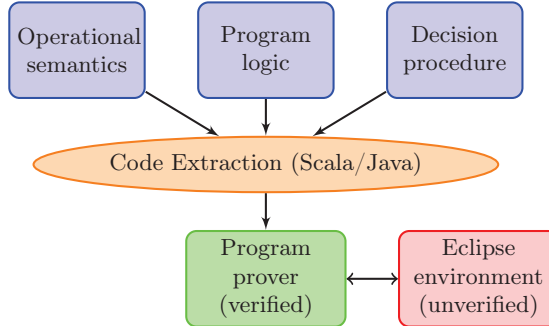 Operational
semantics
Program
logic
Decision
procedure
Code Extraction (Scala/Java)
Program
prover
(verified)
Eclipse
environment
(unverified)